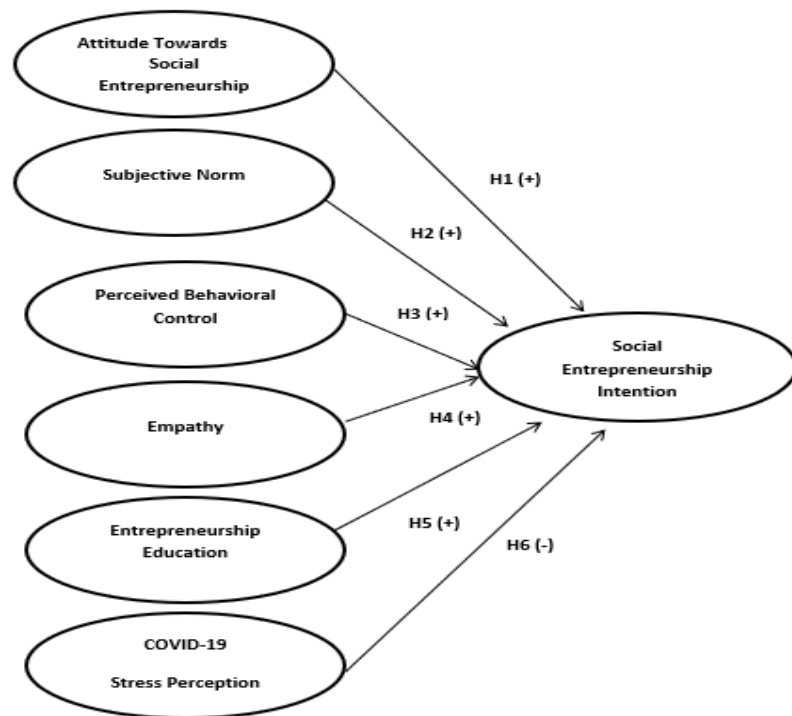 Attitude Towards
Social
Entrepreneurship
Subjective Norm
H1 (+)
H2 (+)
Perceived Behavioral
Control
H3 (+)
Social
Entrepreneurship
Intention
Empathy
H4 (+)
Entrepreneurship
Education
H5 (+)
H6 (-)
COVID-19
Stress Perception